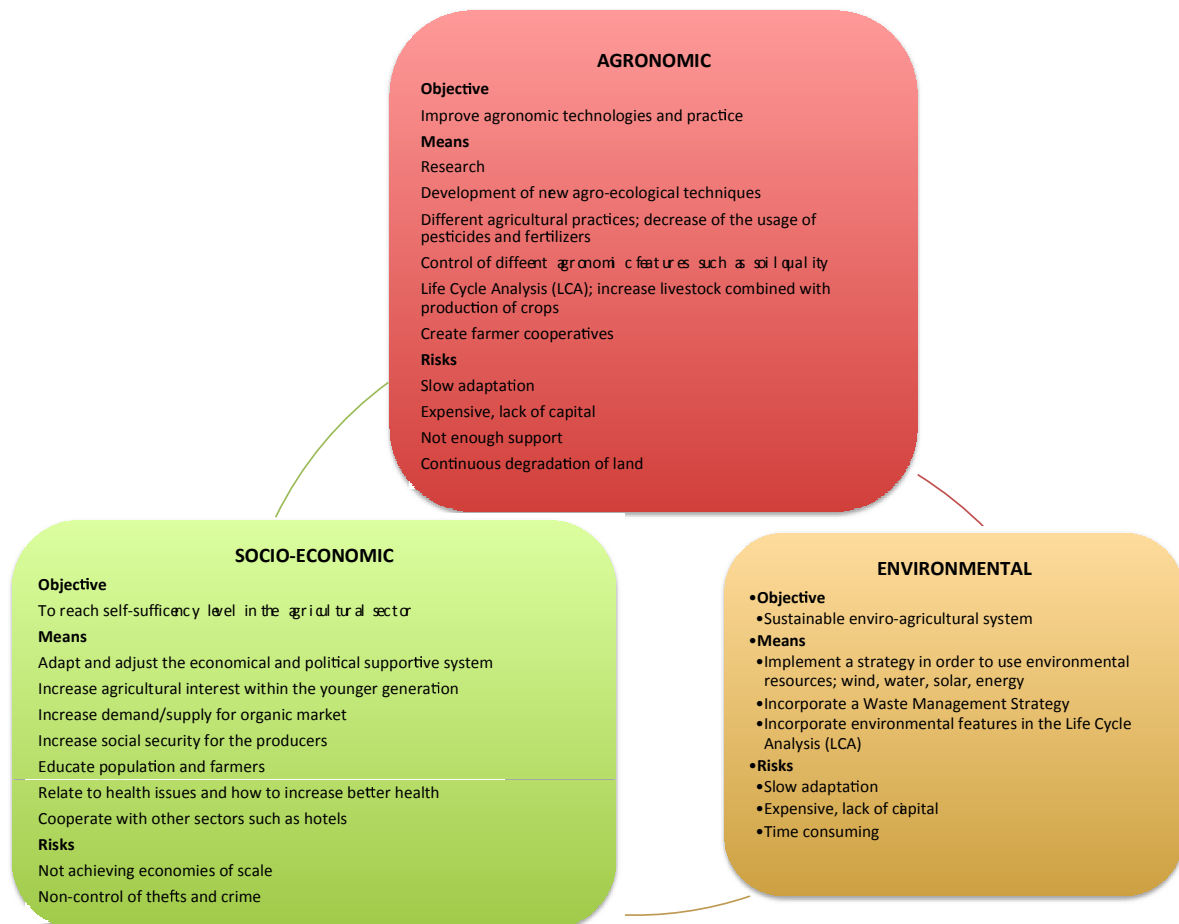 AGRONOMIC
Objective
Improve agronomic technologies and practice
Means
Research
Development of new agro-ecological techniques
Different agricultural practices; decrease of the usage of
pesticides and fertilizers
Control of different agronomic features such as soil quality
Life Cycle Analysis (LCA); increase livestock combined with
production of crops
Create farmer cooperatives
Risks
Slow adaptation
Expensive, lack of capital
Not enough support
Continuous degradation of land
SOCIO-ECONOMIC
Objective
To reach self-sufficency level in the agricultural sector
Means
Adapt and adjust the economical and political supportive system
Increase agricultural interest within the younger generation
Increase demand/supply for organic market
Increase social security for the producers
Educate population and farmers
Relate to health issues and how to increase better health
Cooperate with other sectors such as hotels
Risks
Not achieving economies of scale
Non-control of thefts and crime
ENVIRONMENTAL
•Objective
•Sustainable enviro-agricultural system
•Means
•Implement a strategy in order to use environmental
resources; wind, water, solar, energy
•Incorporate a Waste Management Strategy
•Incorporate environmental features in the Life Cycle
Analysis (LCA)
•Risks
•Slow adaptation
•Expensive, lack of capital
•Time consuming